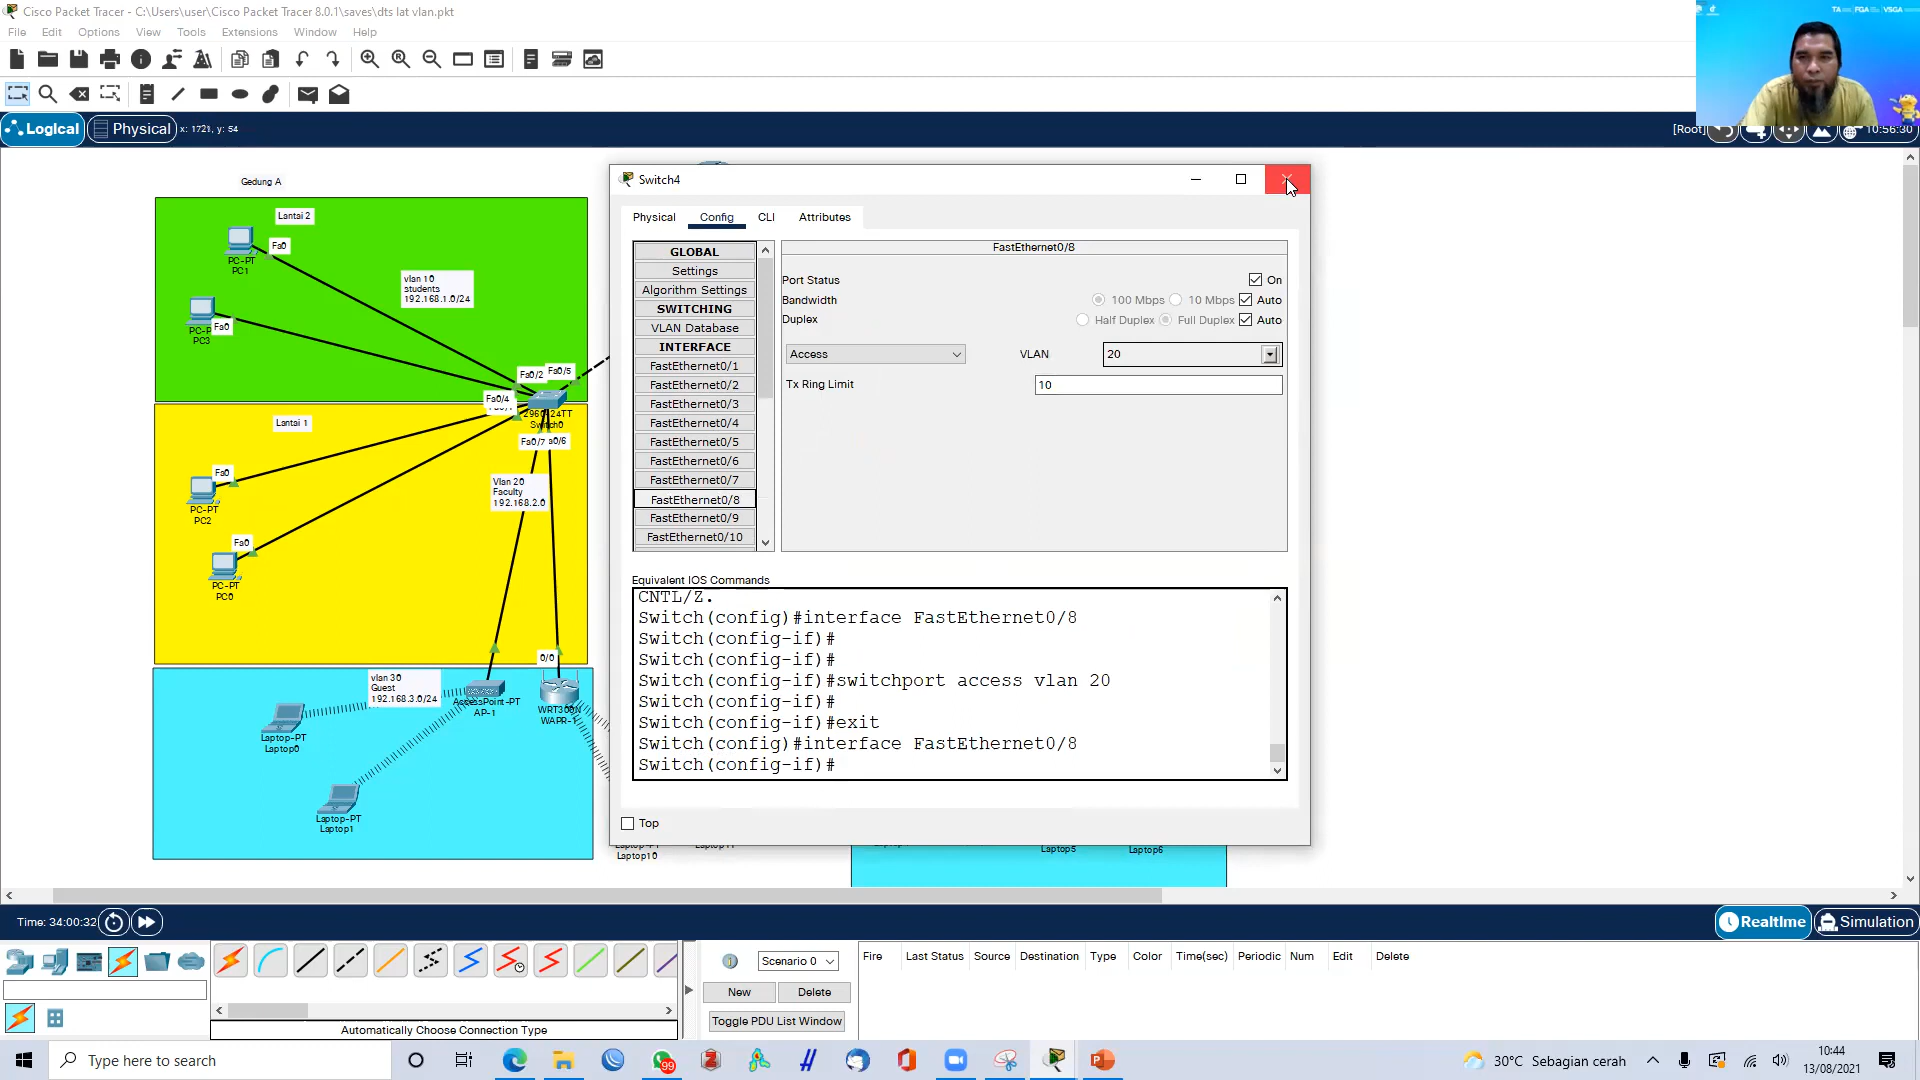 Cisco Packet Tracer - C:\Users\user\Cisco Packet Tracer 8.0.1\saves\dts lat vlan.pkt
File Edit Options View Tools Extensions Window Help
TA FGA VSGA
Logical Physical x: 1721, y: 54
[Root] 10:56:30
Gedung A
Lantai 2
Fa0
PC-PT
PC1
vlan 10
students
192.168.1.0/24
Fa0
PC3
Fa0/2 Fa0/5
Fa0/4
2960-24TT
Switch0
Lantai 1
Fa0/7
Fa0
PC-PT
PC2
Vlan 20
Faculty
192.168.2.0
Fa0
PC-PT
PC0
0/0
vlan 30
Guest
192.168.3.0/24
AccessPoint-PT
AP-1
WRT300N
WAPR-1
Laptop-PT
Laptop0
Laptop-PT
Laptop1
Switch4
Physical Config CLI Attributes
GLOBAL
Settings
Algorithm Settings
SWITCHING
VLAN Database
INTERFACE
FastEthernet0/1
FastEthernet0/2
FastEthernet0/3
FastEthernet0/4
FastEthernet0/5
FastEthernet0/6
FastEthernet0/7
FastEthernet0/8
FastEthernet0/9
FastEthernet0/10
FastEthernet0/8
Port Status On
Bandwidth 100 Mbps 10 Mbps Auto
Duplex Half Duplex Full Duplex Auto
Access VLAN 20
Tx Ring Limit 10
Equivalent IOS Commands
CNTL/Z.
Switch(config)#interface FastEthernet0/8
Switch(config-if)#
Switch(config-if)#
Switch(config-if)#switchport access vlan 20
Switch(config-if)#
Switch(config-if)#exit
Switch(config)#interface FastEthernet0/8
Switch(config-if)#
Top
Laptop10
Laptop5
Laptop6
Time: 34:00:32
Realtime Simulation
Scenario 0
New Delete
Toggle PDU List Window
Fire Last Status Source Destination Type Color Time(sec) Periodic Num Edit Delete
Automatically Choose Connection Type
Type here to search
99
30°C Sebagian cerah
10:44
13/08/2021